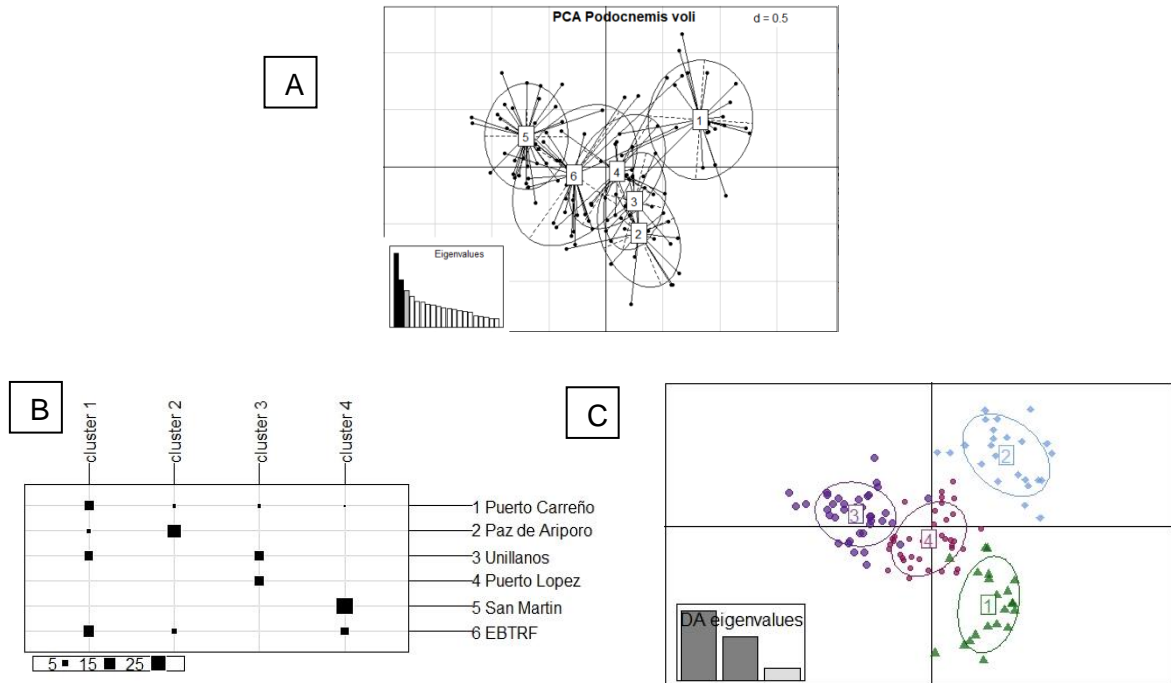 PCA Podocnemis voli
d = 0.5
A
1
5
6
4
3
2
Eigenvalues
B
cluster 1
cluster 2
cluster 3
cluster 4
1 Puerto Carreño
2 Paz de Ariporo
3 Unillanos
4 Puerto Lopez
5 San Martin
6 EBTRF
5 15 25
C
2
3
4
1
DA eigenvalues